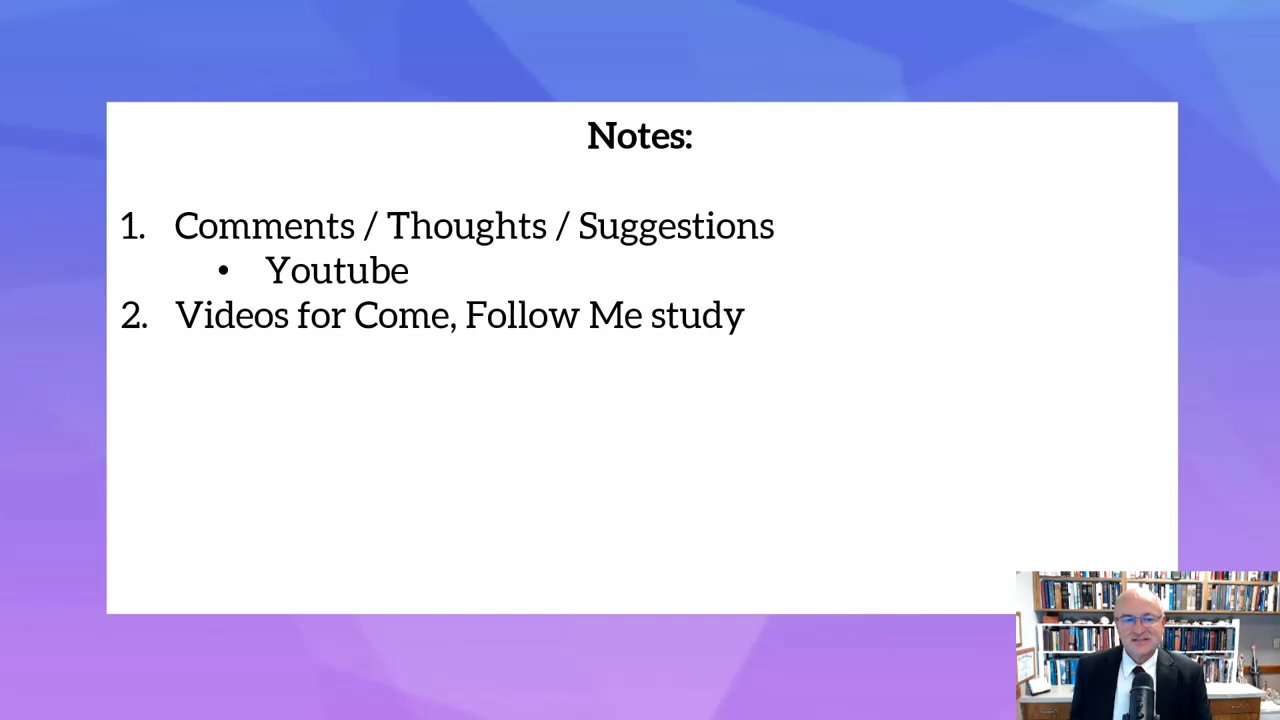 Notes:
1. Comments / Thoughts / Suggestions
• Youtube
2. Videos for Come, Follow Me study